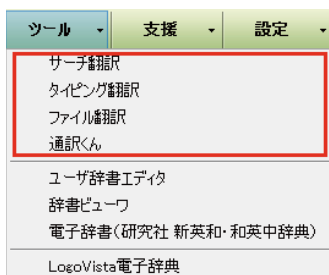 ツール 支援 設定
サーチ翻訳
タイピング翻訳
ファイル翻訳
通訳くん
ユーザ辞書エディタ
辞書ビューワ
電子辞書(研究社 新英和・和英中辞典)
LogoVista電子辞典